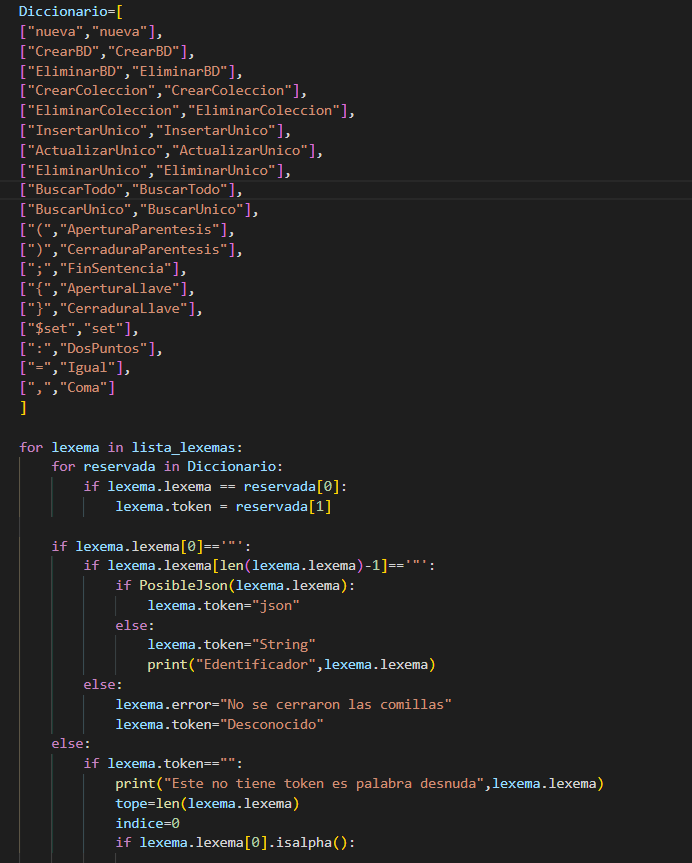 Diccionario=[
["nueva","nueva"],
["CrearBD","CrearBD"],
["EliminarBD","EliminarBD"],
["CrearColeccion","CrearColeccion"],
["EliminarColeccion","EliminarColeccion"],
["InsertarUnico","InsertarUnico"],
["ActualizarUnico","ActualizarUnico"],
["EliminarUnico","EliminarUnico"],
["BuscarTodo","BuscarTodo"],
["BuscarUnico","BuscarUnico"],
["(","AperturaParentesis"],
[")","CerraduraParentesis"],
[";","FinSentencia"],
["{","AperturaLlave"],
["}","CerraduraLlave"],
["$set","set"],
[":","DosPuntos"],
["=","Igual"],
[",","Coma"]
]
for lexema in lista_lexemas:
    for reservada in Diccionario:
        if lexema.lexema == reservada[0]:
            lexema.token = reservada[1]
    if lexema.lexema[0]=='"':
        if lexema.lexema[len(lexema.lexema)-1]=='"':
            if PosibleJson(lexema.lexema):
                lexema.token="json"
            else:
                lexema.token="String"
                print("Edentificador",lexema.lexema)
        else:
            lexema.error="No se cerraron las comillas"
            lexema.token="Desconocido"
    else:
        if lexema.token=="":
            print("Este no tiene token es palabra desnuda",lexema.lexema)
            tope=len(lexema.lexema)
            indice=0
            if lexema.lexema[0].isalpha():